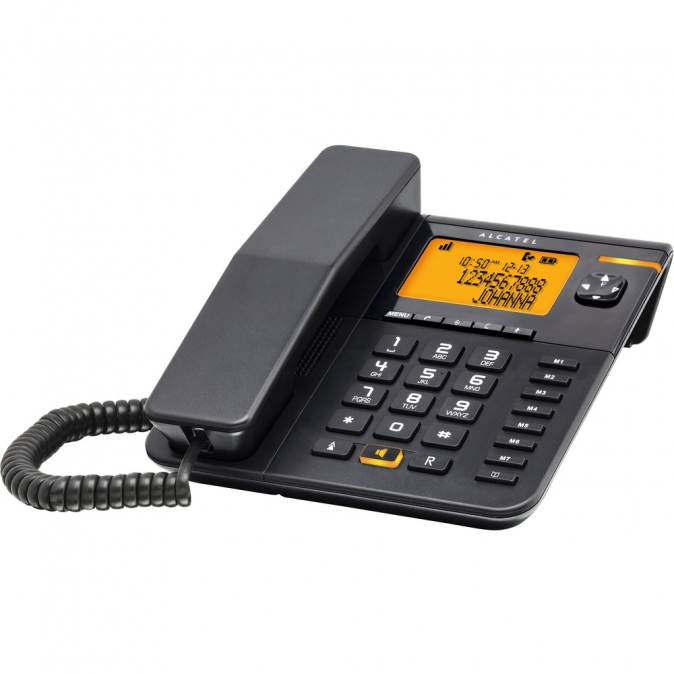 ALCATEL
10:50 AM 12-13
1234567888
JOHANNA
MENU
C
1
2
ABC
3
DEF
M1
4
GHI
5
JKL
6
MNO
M2
7
PQRS
8
TUV
9
WXYZ
M3
*
0
#
M4
R
M5
M6
M7